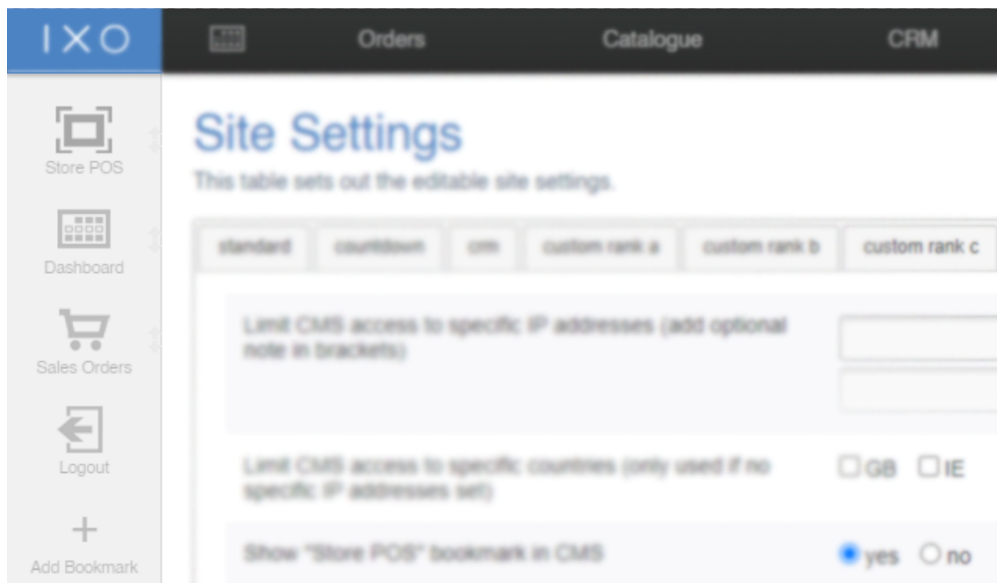 IXO
Orders
Catalogue
CRM
Store POS
Dashboard
Sales Orders
Logout
Add Bookmark
Site Settings
This table sets out the editable site settings.
standard
countdown
crm
custom rank a
custom rank b
custom rank c
Limit CMS access to specific IP addresses (add optional
note in brackets)
Limit CMS access to specific countries (only used if no
specific IP addresses set)
GB
IE
Show "Store POS" bookmark in CMS
yes
no